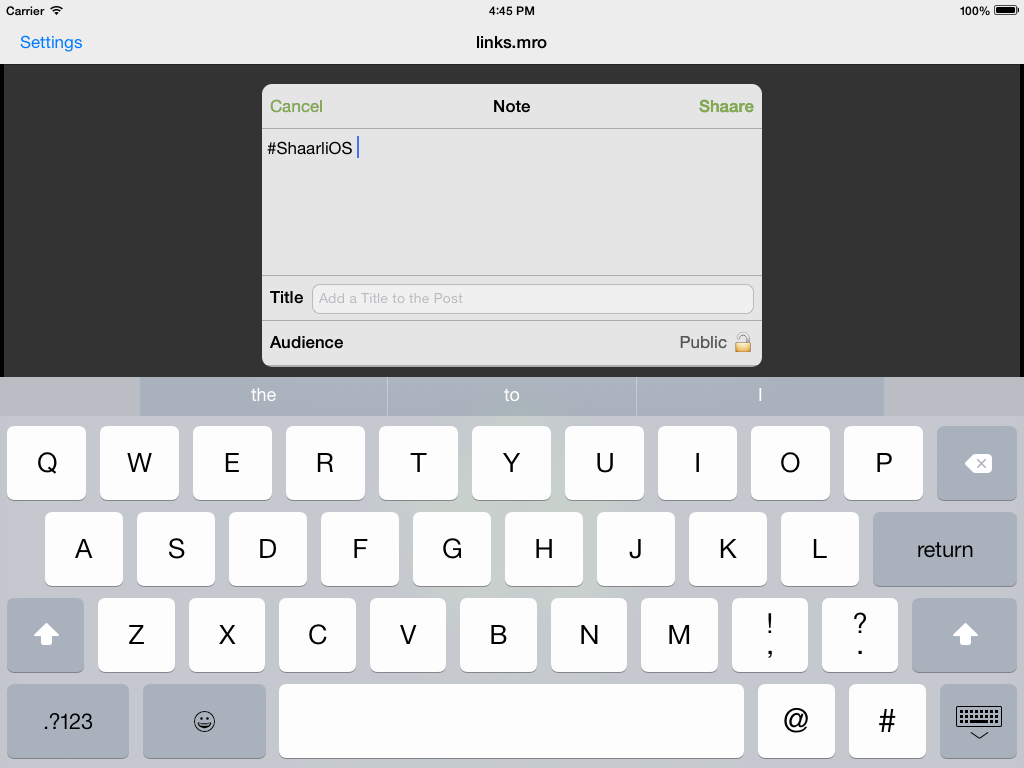 Carrier 4:45 PM 100%
Settings links.mro
Cancel Note Shaare
#ShaarliOS
Title Add a Title to the Post
Audience Public
the to I
Q W E R T Y U I O P
A S D F G H J K L return
Z X C V B N M ! , ? .
.?123 @ #